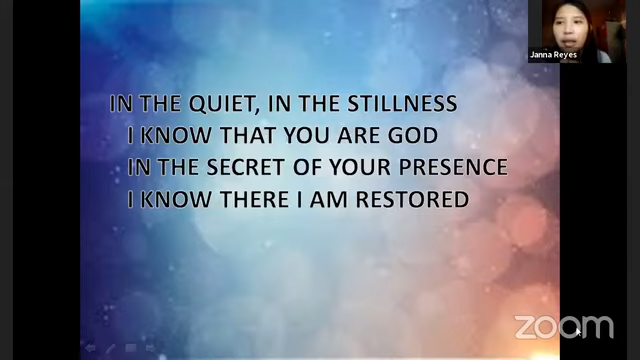 Janna Reyes
IN THE QUIET, IN THE STILLNESS
I KNOW THAT YOU ARE GOD
IN THE SECRET OF YOUR PRESENCE
I KNOW THERE I AM RESTORED
zoom